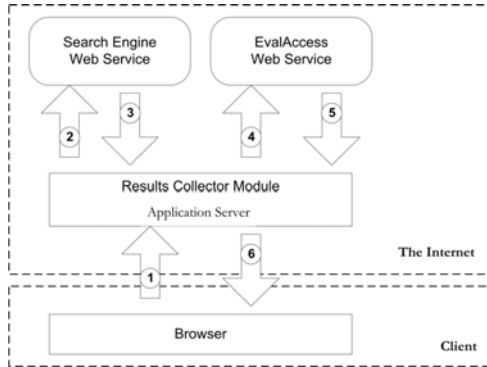 Search Engine
Web Service
EvalAccess
Web Service
2
3
4
5
Results Collector Module
Application Server
1
6
The Internet
Browser
Client